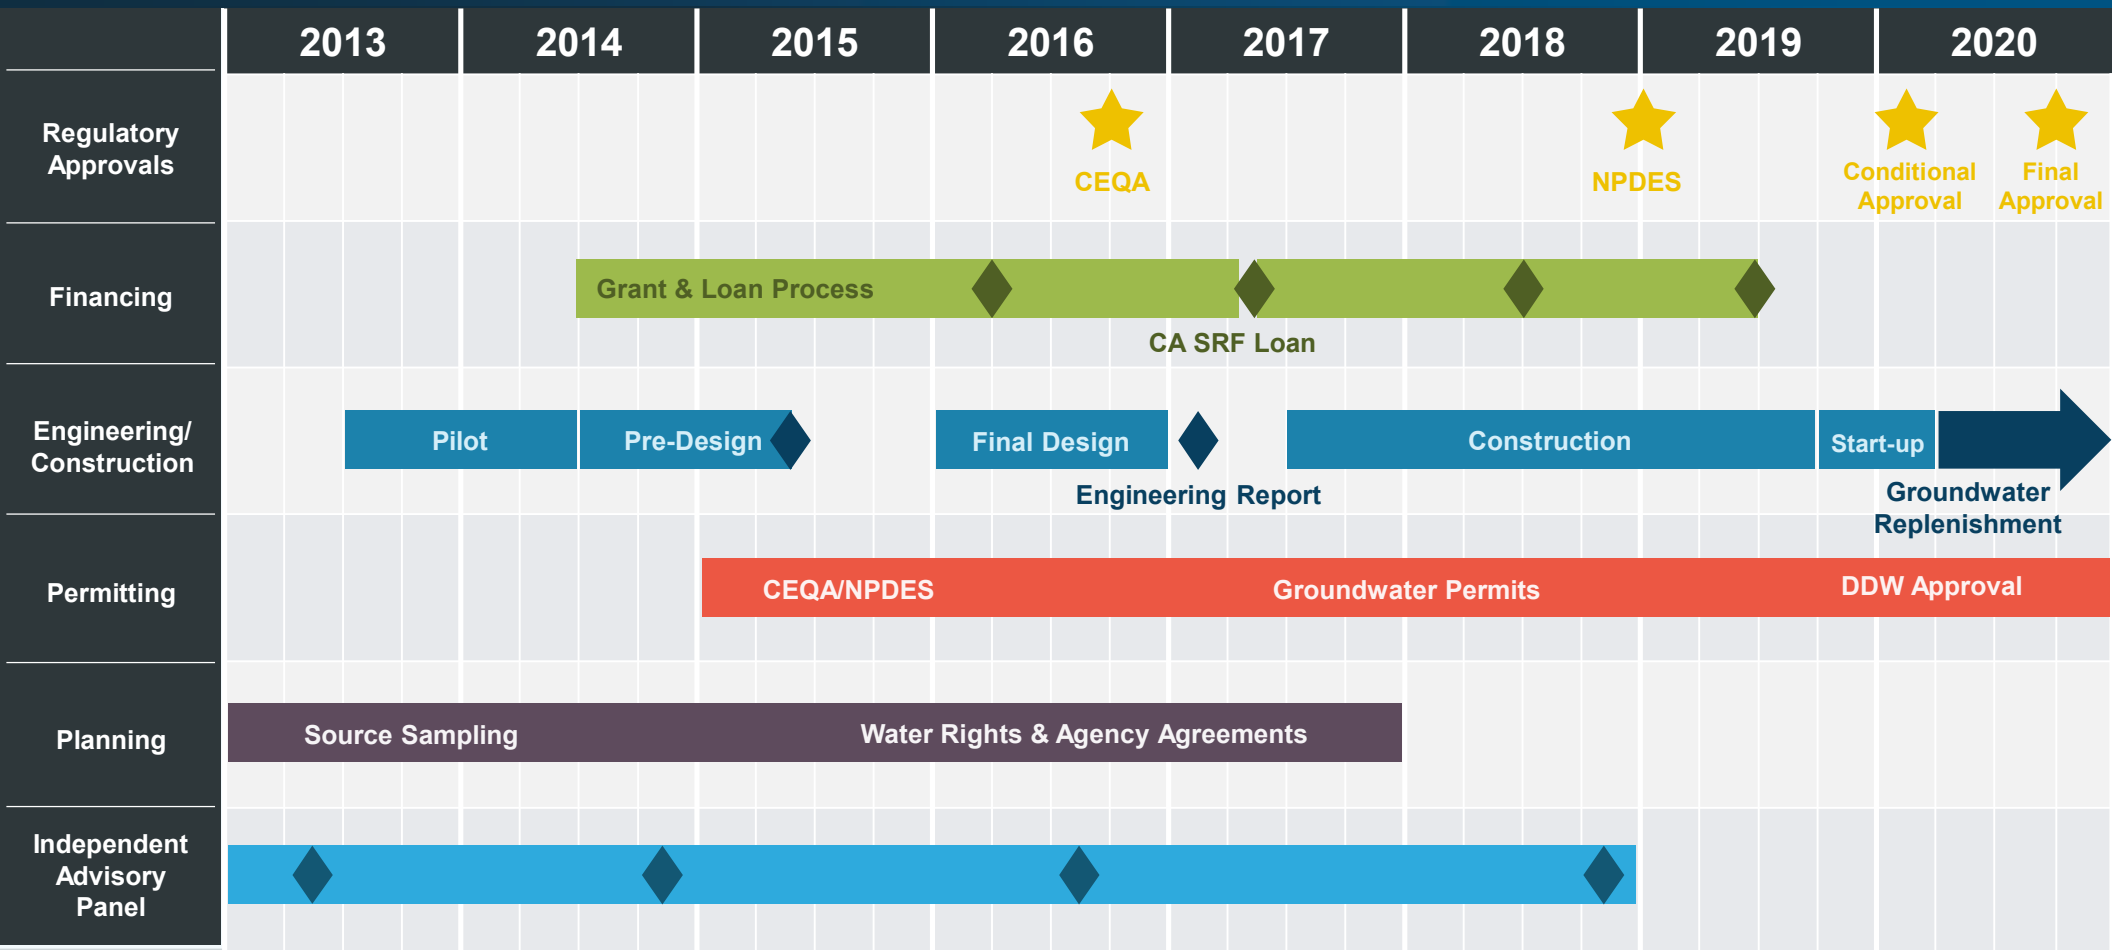 2013 2014 2015 2016 2017 2018 2019 2020
Regulatory
Approvals
CEQA
NPDES
Conditional
Approval
Final
Approval
Financing
Grant & Loan Process
CA SRF Loan
Engineering/
Construction
Pilot
Pre-Design
Final Design
Construction
Start-up
Engineering Report
Groundwater
Replenishment
Permitting
CEQA/NPDES
Groundwater Permits
DDW Approval
Planning
Source Sampling
Water Rights & Agency Agreements
Independent
Advisory
Panel